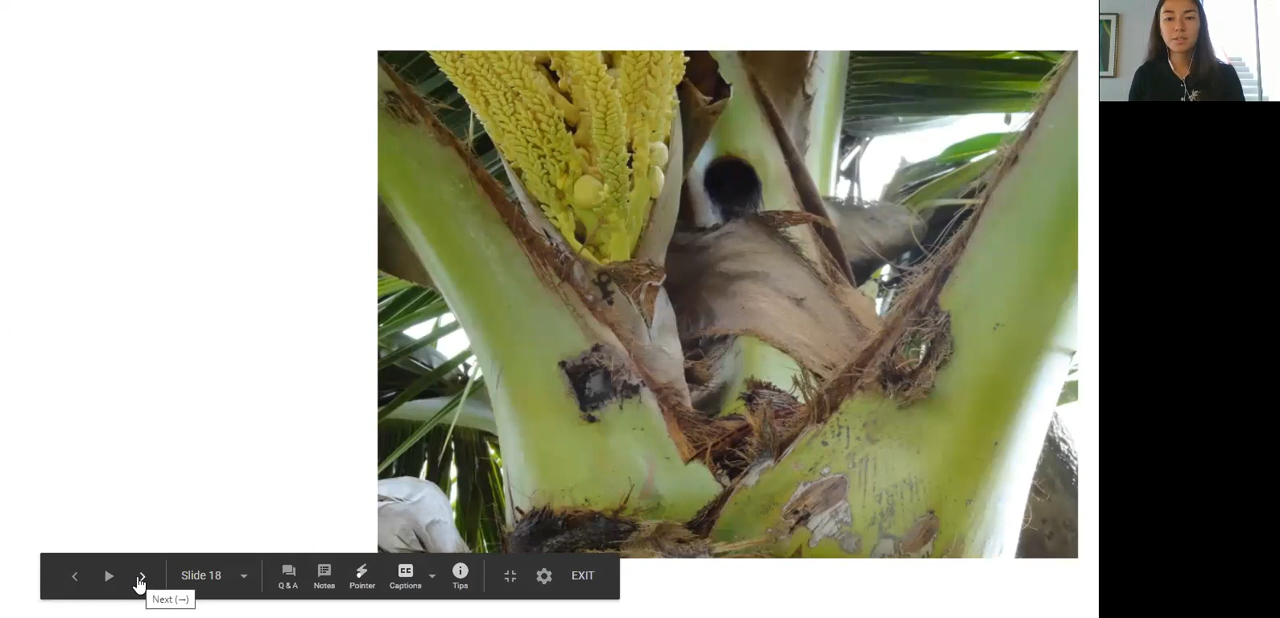 Slide 18
Q & A
Notes
Pointer
Captions
Tips
EXIT
Next (→)